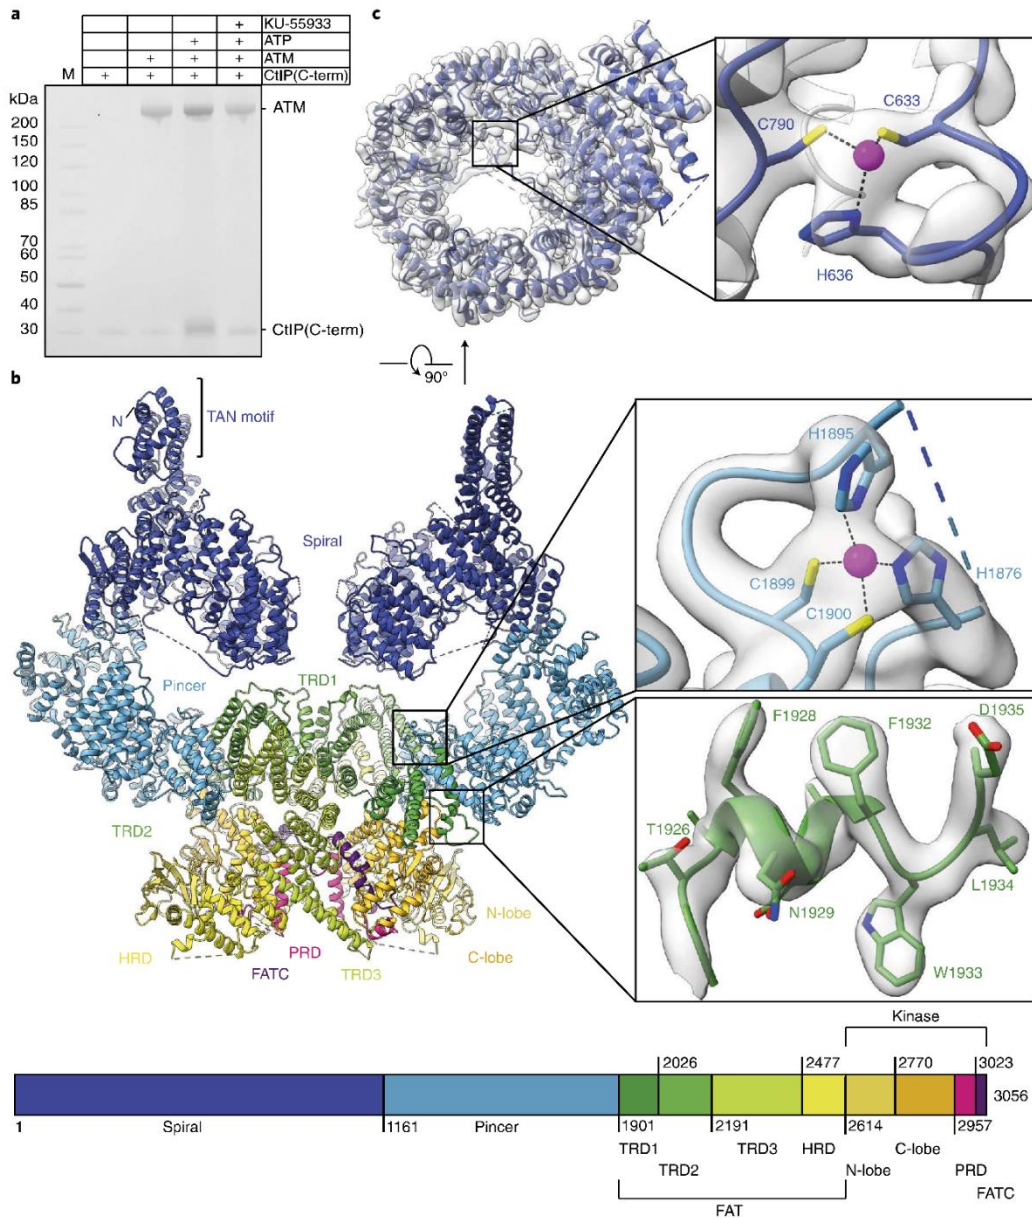 a
KU-55933
+
ATP
+ +
ATM
+ + +
M + + + + CtIP(C-term)
kDa
200
150
120
100
85
70
60
50
40
30
ATM
CtIP(C-term)
c
C790
C633
H636
90°
b
N
TAN motif
Spiral
Pincer
TRD1
TRD2
HRD
PRD
FATC
TRD3
N-lobe
C-lobe
H1895
H1876
C1899
C1900
F1928
F1932
D1935
T1926
N1929
L1934
W1933
Kinase
2026 2477 2770 3023
3056
1 Spiral 1161 Pincer 1901 2191 2614 2957
TRD1 TRD3 HRD C-lobe
TRD2 N-lobe PRD
FATC
FAT